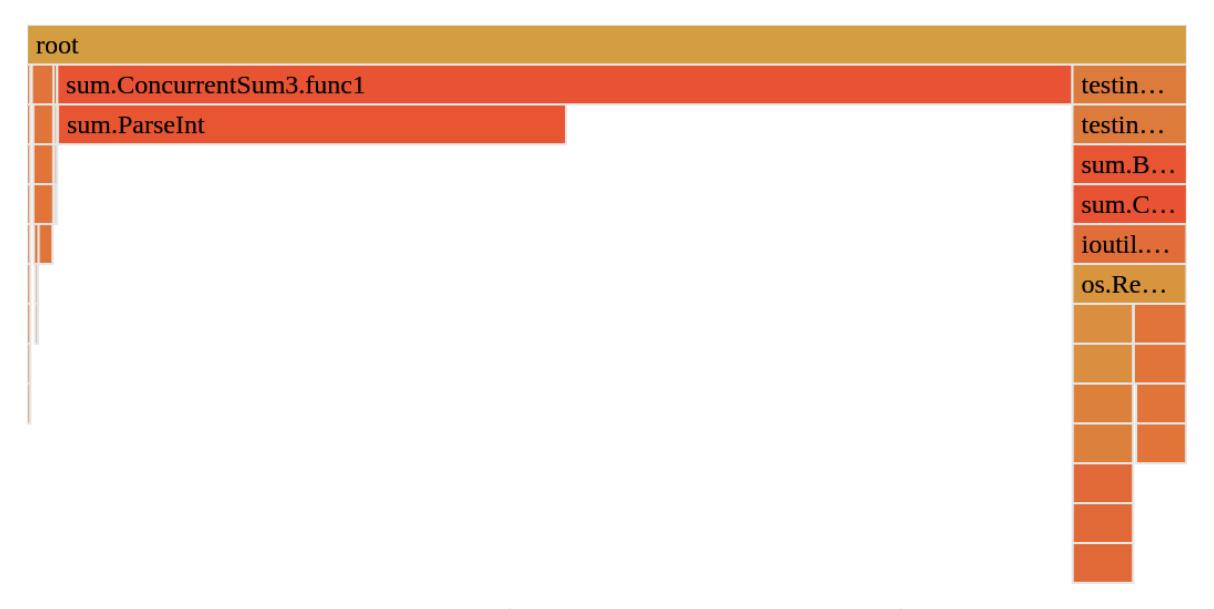 root
sum.ConcurrentSum3.func1 testin…
sum.ParseInt testin…
sum.B…
sum.C…
ioutil.…
os.Re…